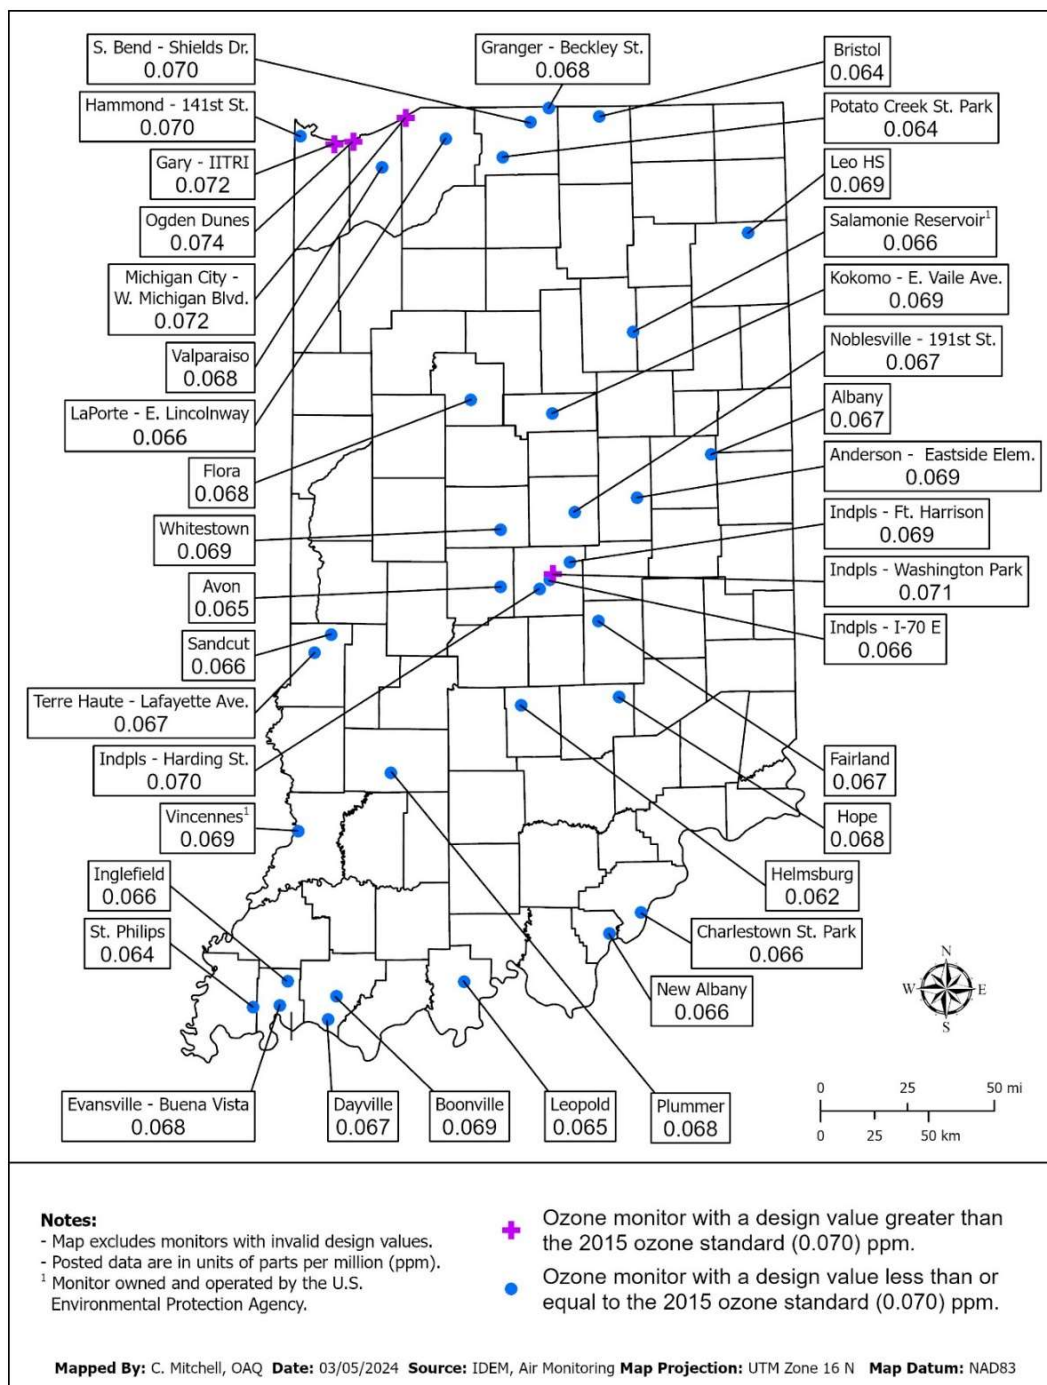 S. Bend - Shields Dr.
0.070
Granger - Beckley St.
0.068
Bristol
0.064
Hammond - 141st St.
0.070
Potato Creek St. Park
0.064
Gary - IITRI
0.072
Leo HS
0.069
Ogden Dunes
0.074
Salamonie Reservoir¹
0.066
Michigan City -
W. Michigan Blvd.
0.072
Kokomo - E. Vaile Ave.
0.069
Valparaiso
0.068
Noblesville - 191st St.
0.067
LaPorte - E. Lincolnway
0.066
Albany
0.067
Flora
0.068
Anderson - Eastside Elem.
0.069
Whitestown
0.069
Indpls - Ft. Harrison
0.069
Avon
0.065
Indpls - Washington Park
0.071
Sandcut
0.066
Indpls - I-70 E
0.066
Terre Haute - Lafayette Ave.
0.067
Indpls - Harding St.
0.070
Fairland
0.067
Vincennes¹
0.069
Hope
0.068
Inglefield
0.066
Helmsburg
0.062
St. Philips
0.064
Charlestown St. Park
0.066
New Albany
0.066
N
W
E
S
Evansville - Buena Vista
0.068
Dayville
0.067
Boonville
0.069
Leopold
0.065
Plummer
0.068
0 25 50 mi
0 25 50 km
Notes:
- Map excludes monitors with invalid design values.
- Posted data are in units of parts per million (ppm).
¹ Monitor owned and operated by the U.S.
Environmental Protection Agency.
Ozone monitor with a design value greater than
the 2015 ozone standard (0.070) ppm.
Ozone monitor with a design value less than or
equal to the 2015 ozone standard (0.070) ppm.
Mapped By: C. Mitchell, OAQ Date: 03/05/2024 Source: IDEM, Air Monitoring Map Projection: UTM Zone 16 N Map Datum: NAD83